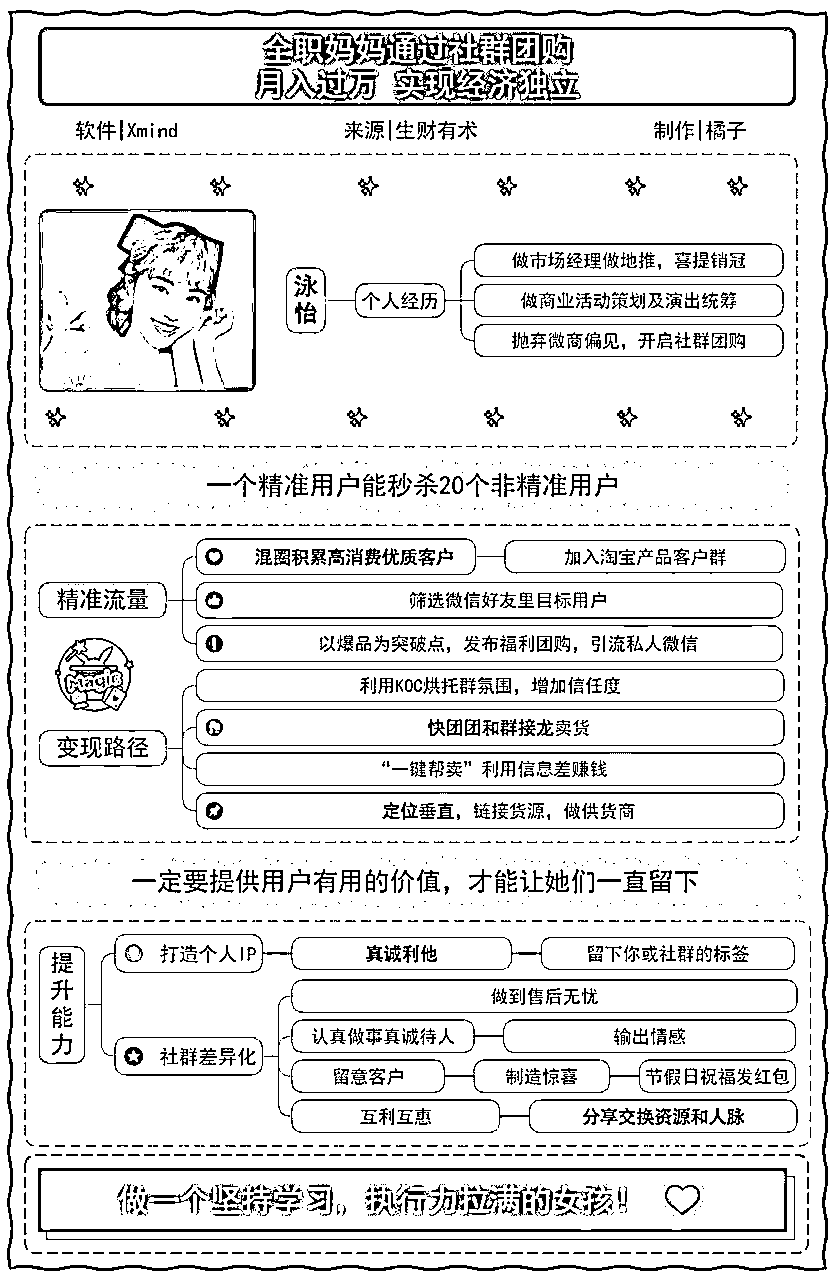 全职妈妈通过社群团购
月入过万 实现经济独立
软件|Xmind
来源|生财有术
制作|橘子
泳怡
个人经历
做市场经理做地推，喜提销冠
做商业活动策划及演出统筹
抛弃微商偏见，开启社群团购
一个精准用户能秒杀20个非精准用户
精准流量
混圈积累高消费优质客户
加入淘宝产品客户群
筛选微信好友里目标用户
以爆品为突破点，发布福利团购，引流私人微信
Magic
变现路径
利用KOC烘托群氛围，增加信任度
快团团和群接龙卖货
“一键帮卖”利用信息差赚钱
定位垂直，链接货源，做供货商
一定要提供用户有用的价值，才能让她们一直留下
提升能力
打造个人IP
真诚利他
留下你或社群的标签
社群差异化
做到售后无忧
认真做事真诚待人
输出情感
留意客户
制造惊喜
节假日祝福发红包
互利互惠
分享交换资源和人脉
做一个坚持学习，执行力拉满的女孩！